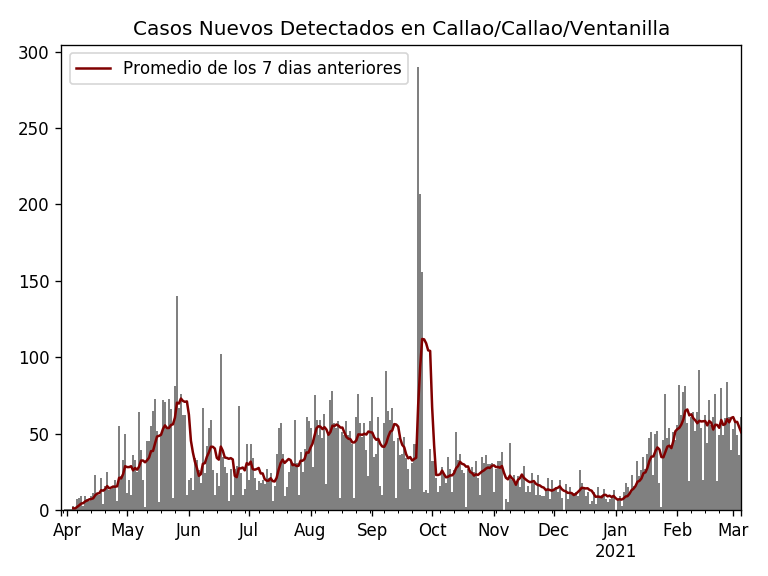 Casos Nuevos Detectados en Callao/Callao/Ventanilla
Promedio de los 7 dias anteriores
300
250
200
150
100
50
0
Apr May Jun Jul Aug Sep Oct Nov Dec Jan Feb Mar
2021